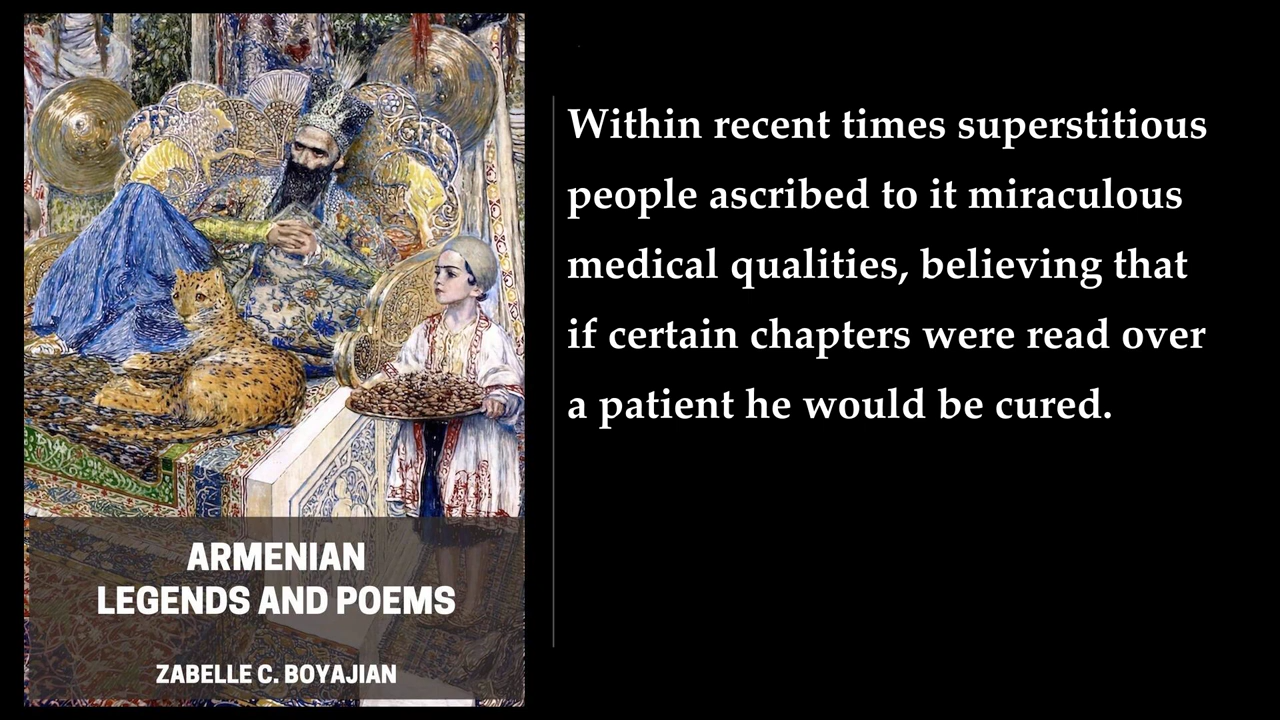 Within recent times superstitious
people ascribed to it miraculous
medical qualities, believing that
if certain chapters were read over
a patient he would be cured.
ARMENIAN
LEGENDS AND POEMS
ZABELLE C. BOYAJIAN